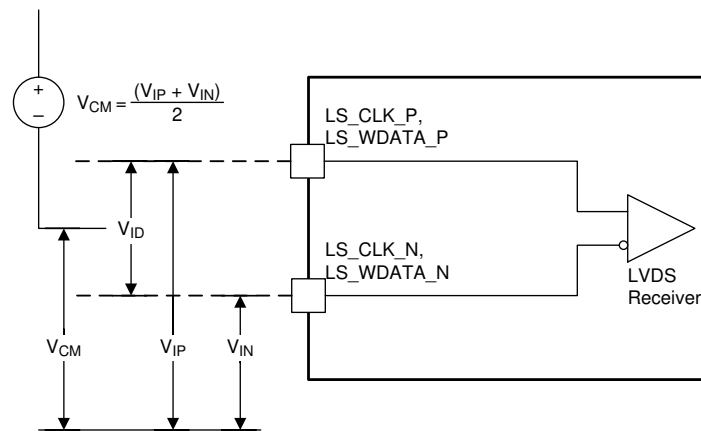 +
−
V_CM = (V_IP + V_IN) / 2
LS_CLK_P,
LS_WDATA_P
V_ID
LS_CLK_N,
LS_WDATA_N
LVDS
Receiver
V_CM
V_IP
V_IN